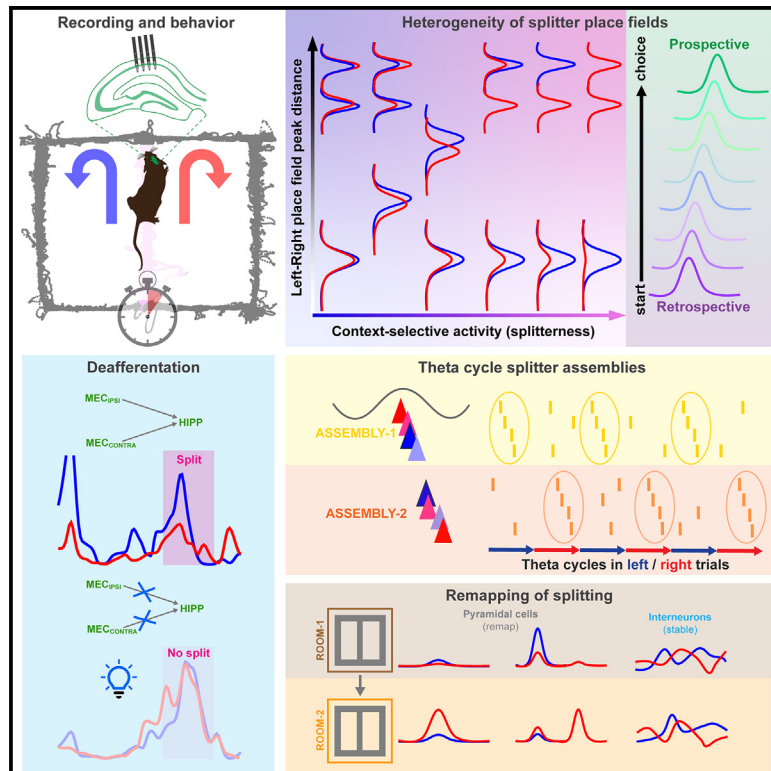 Recording and behavior
Heterogeneity of splitter place fields
Left-Right place field peak distance
Context-selective activity (splitterness)
Prospective
choice
start
Retrospective
Deafferentation
MECIPSI
HIPP
MECCONTRA
Split
MECIPSI
HIPP
MECCONTRA
No split
Theta cycle splitter assemblies
ASSEMBLY-1
ASSEMBLY-2
Theta cycles in left / right trials
Remapping of splitting
Pyramidal cells
(remap)
Interneurons
(stable)
ROOM-1
ROOM-2